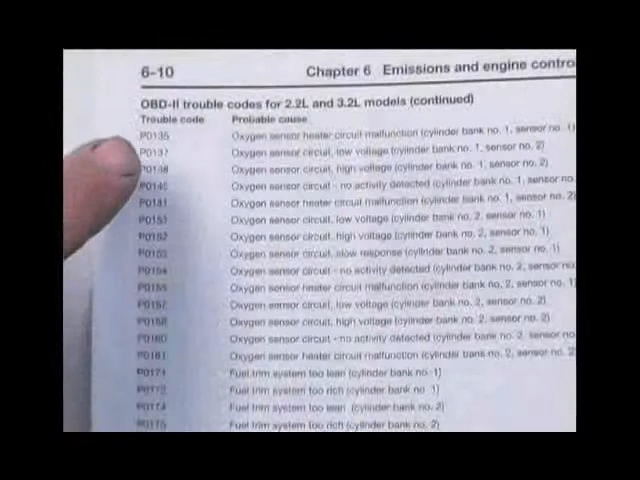 6-10 Chapter 6 Emissions and engine contro
OBD-II trouble codes for 2.2L and 3.2L models (continued)
Trouble code Probable cause
P0135 Oxygen sensor heater circuit malfunction (cylinder bank no. 1, sensor no. 1)
P0137 Oxygen sensor circuit, low voltage (cylinder bank no. 1, sensor no. 2)
P0138 Oxygen sensor circuit, high voltage (cylinder bank no. 1, sensor no. 2)
P0140 Oxygen sensor circuit - no activity detected (cylinder bank no. 1, sensor
P0141 Oxygen sensor heater circuit malfunction (cylinder bank no. 1, sensor no. 2
P0151 Oxygen sensor circuit, low voltage (cylinder bank no. 2, sensor no. 1)
P0152 Oxygen sensor circuit, high voltage (cylinder bank no. 2, sensor no. 1)
P0153 Oxygen sensor circuit, slow response (cylinder bank no. 2, sensor no. 1)
P0154 Oxygen sensor circuit - no activity detected (cylinder bank no. 2, sensor no
P0155 Oxygen sensor heater circuit malfunction (cylinder bank no. 2, sensor no. 1
P0157 Oxygen sensor circuit, low voltage (cylinder bank no. 2, sensor no. 2)
P0158 Oxygen sensor circuit, high voltage (cylinder bank no. 2, sensor no. 2)
P0160 Oxygen sensor circuit - no activity detected (cylinder bank no. 2, sensor no
P0161 Oxygen sensor heater circuit malfunction (cylinder bank no. 2, sensor no. 2
P0171 Fuel trim system too lean (cylinder bank no. 1)
P0172 Fuel trim system too rich (cylinder bank no. 1)
P0174 Fuel trim system too lean (cylinder bank no. 2)
P0175 Fuel trim system too rich (cylinder bank no. 2)